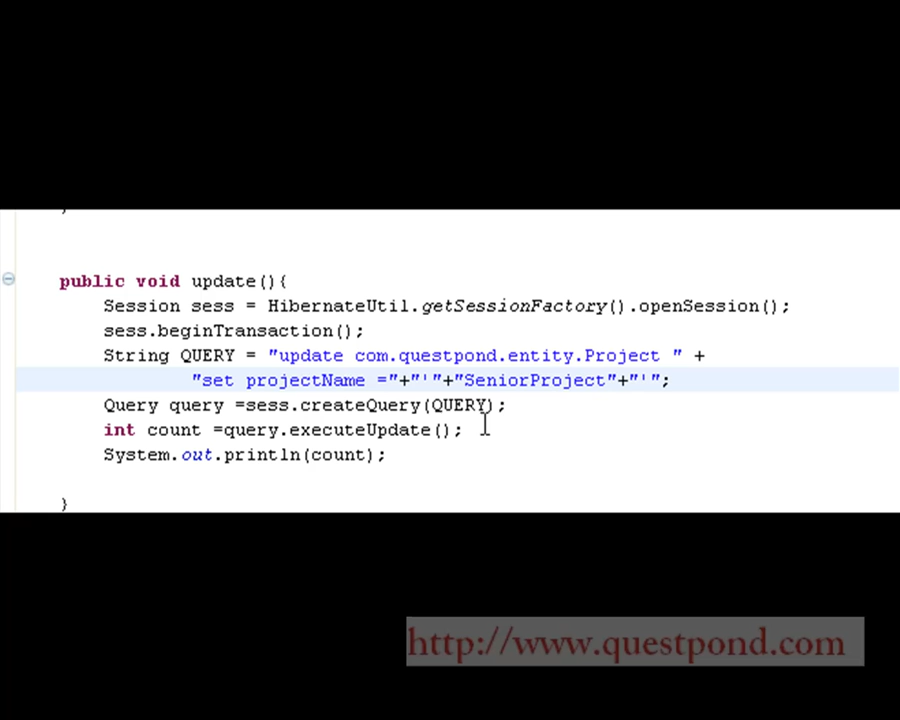 public void update(){
Session sess = HibernateUtil.getSessionFactory().openSession();
sess.beginTransaction();
String QUERY = "update com.questpond.entity.Project " +
"set projectName ="+"'"+"SeniorProject"+"'";
Query query =sess.createQuery(QUERY);
int count =query.executeUpdate();
System.out.println(count);
}
http://www.questpond.com